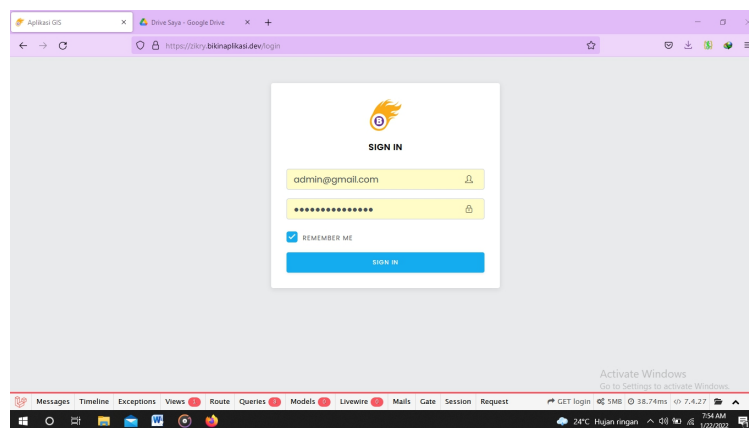 Aplikasi GIS
Drive Saya - Google Drive
https://zikry.bikinaplikasi.dev/login
B
SIGN IN
admin@gmail.com
REMEMBER ME
SIGN IN
Activate Windows
Go to Settings to activate Windows.
Messages Timeline Exceptions Views 1 Route Queries Models Livewire Mails Gate Session Request GET login 5MB 38.74ms 7.4.27
24°C Hujan ringan 7:54 AM
1/22/2022